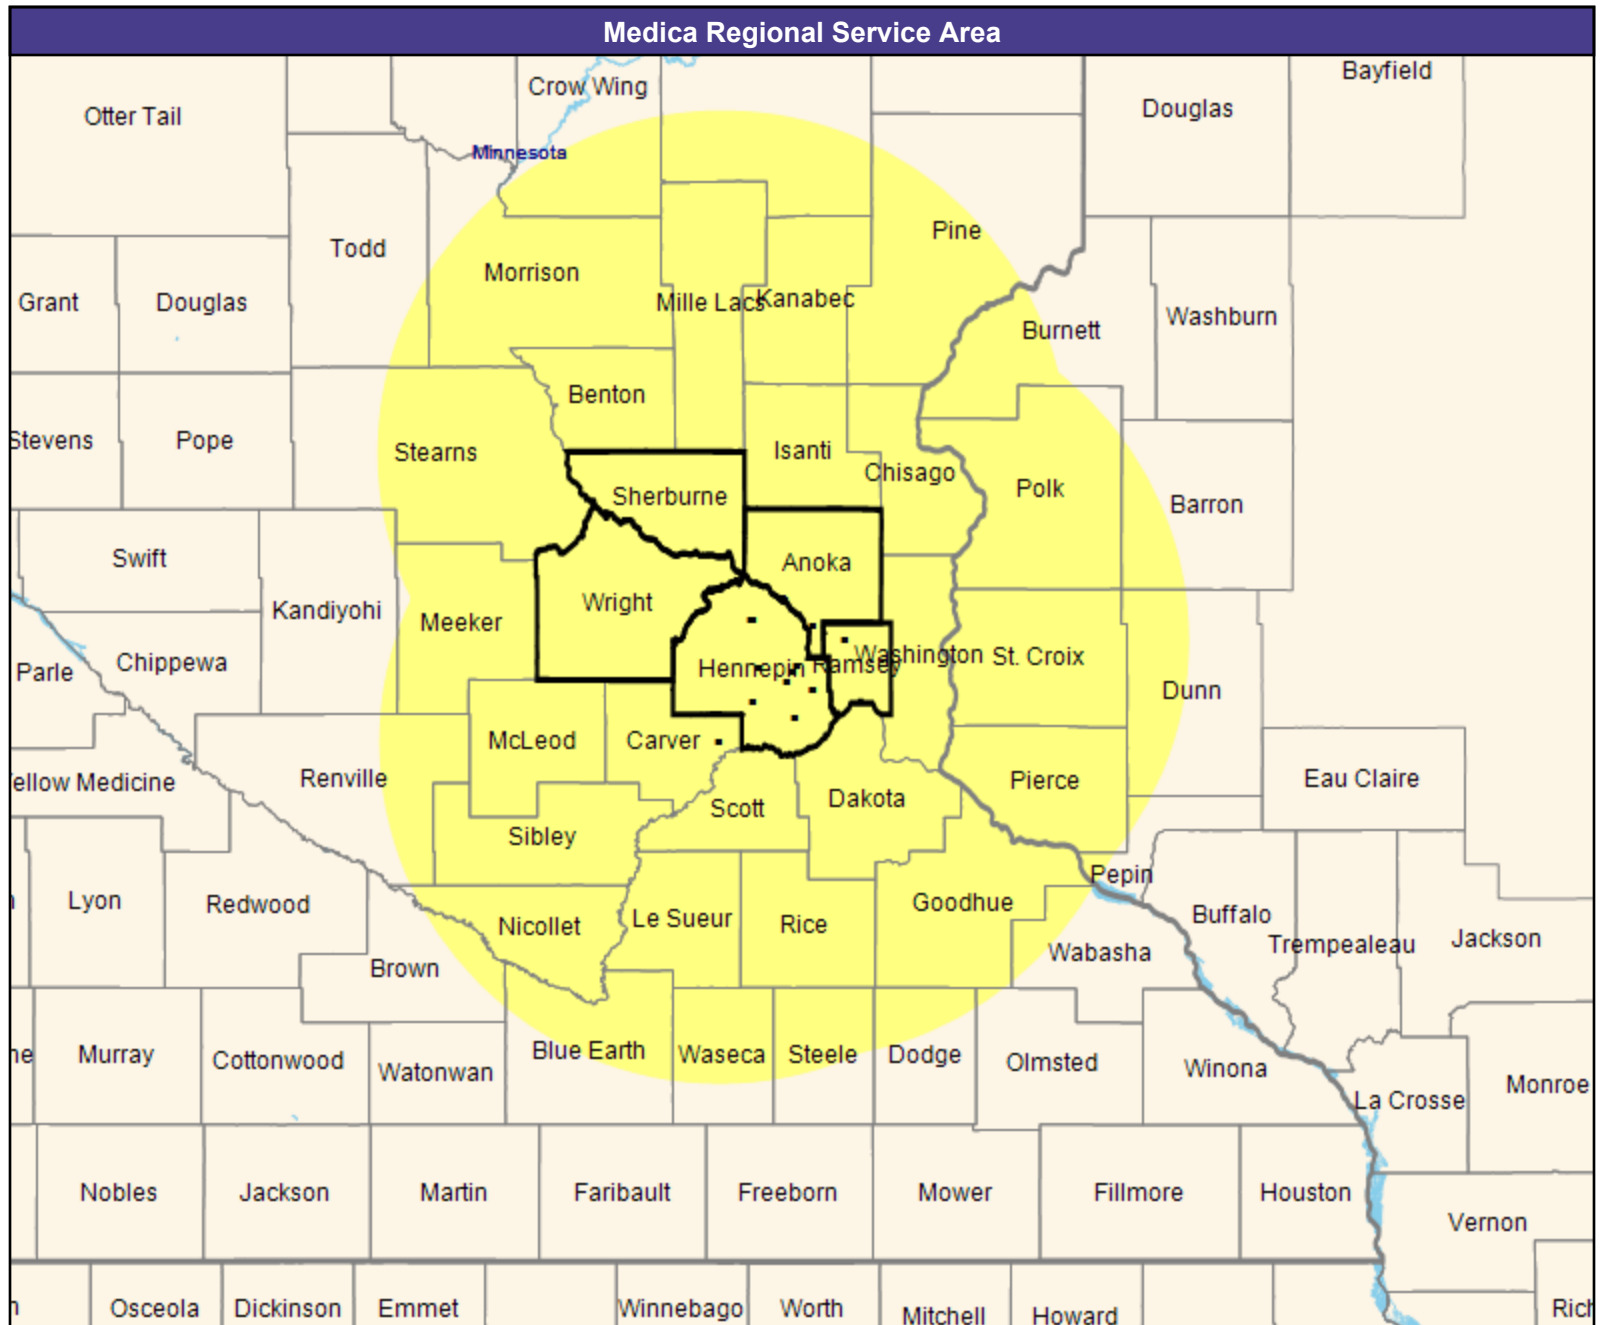 Medica Regional Service Area
Bayfield
Crow Wing
Douglas
Otter Tail
Minnesota
Pine
Todd
Morrison
Grant
Douglas
Mille Lacs
Kanabec
Washburn
Burnett
Benton
Stevens
Pope
Stearns
Isanti
Chisago
Polk
Sherburne
Barron
Swift
Anoka
Wright
Kandiyohi
Meeker
Chippewa
Parle
Hennepin
Ramsey
Washington
St. Croix
Dunn
McLeod
Carver
Renville
ellow Medicine
Pierce
Eau Claire
Scott
Dakota
Sibley
Pepin
Lyon
Redwood
Goodhue
Buffalo
Nicollet
Le Sueur
Rice
Trempealeau
Jackson
Wabasha
Brown
ne
Murray
Cottonwood
Watonwan
Blue Earth
Waseca
Steele
Dodge
Olmsted
Winona
Monroe
La Crosse
Nobles
Jackson
Martin
Faribault
Freeborn
Mower
Fillmore
Houston
Vernon
Osceola
Dickinson
Emmet
Winnebago
Worth
Mitchell
Howard
Rich